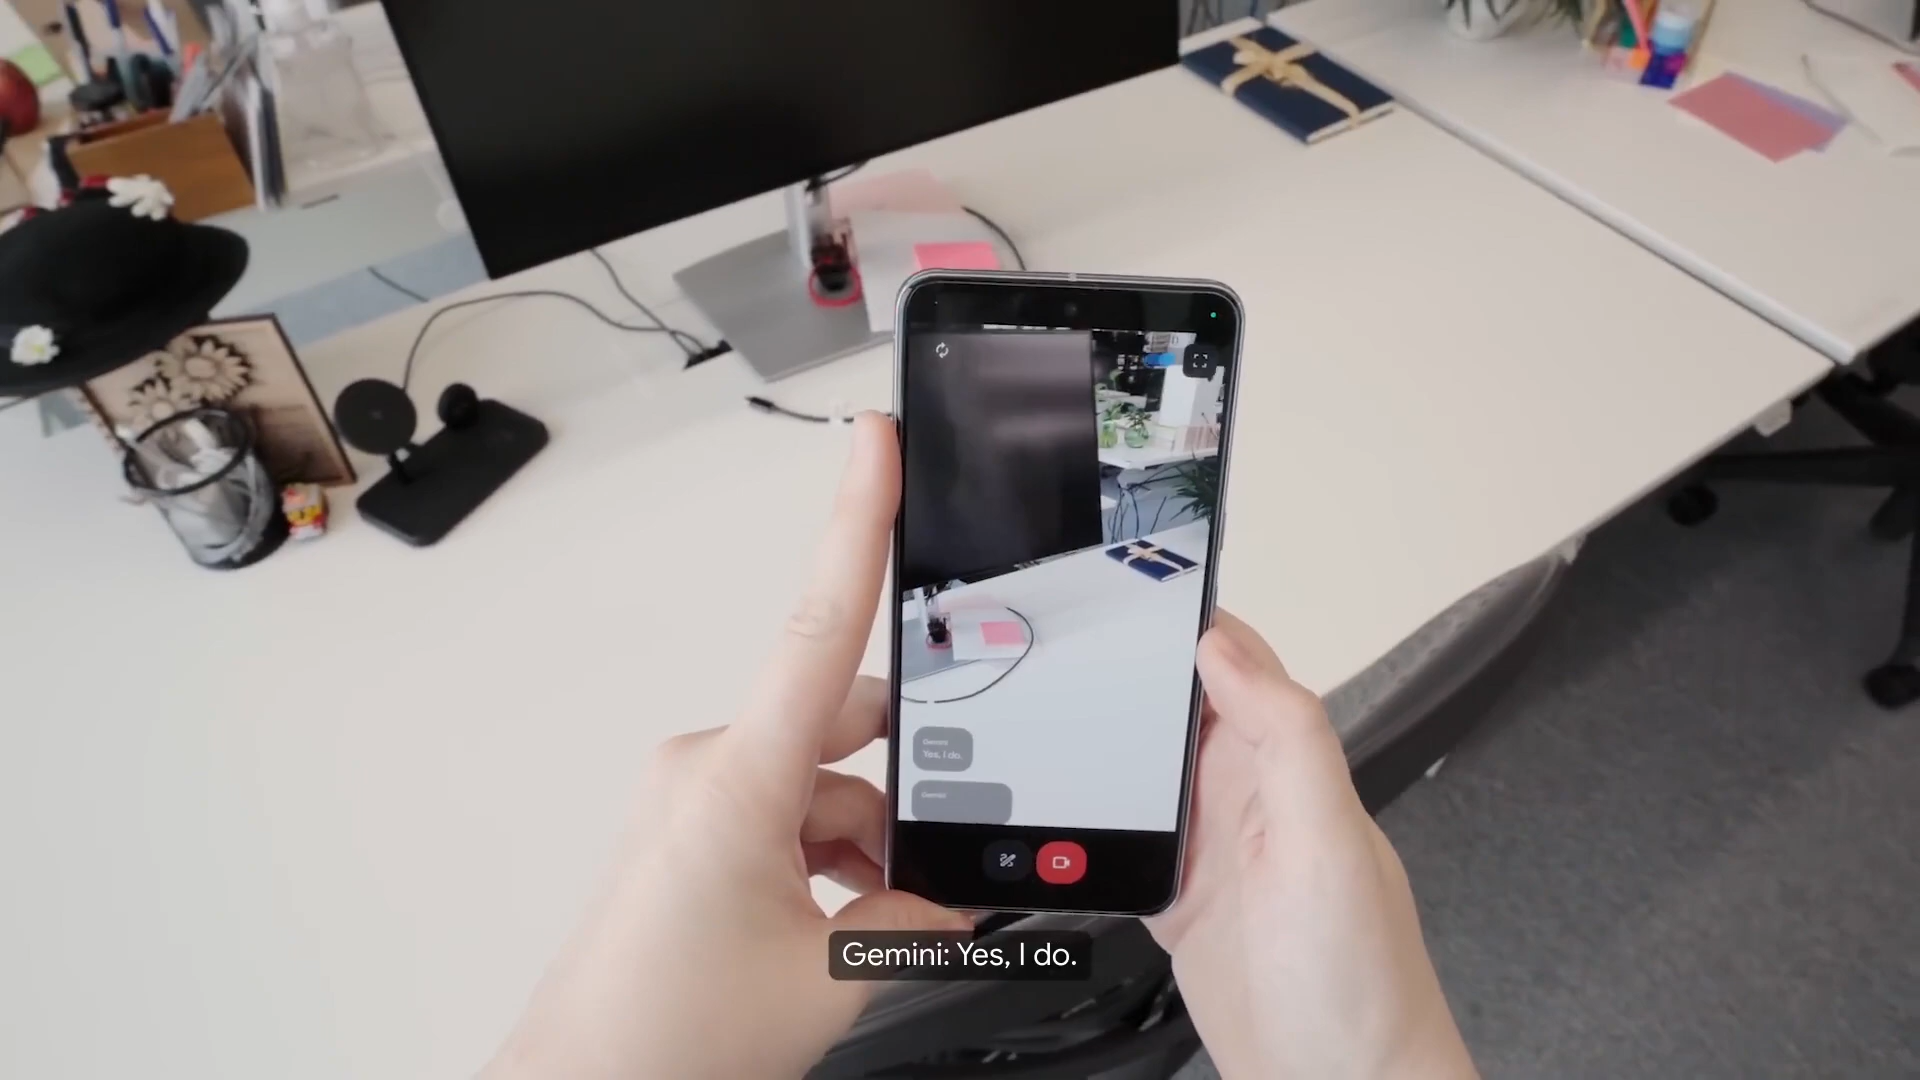 Gemini
Yes, I do.
Gemini
Gemini: Yes, I do.